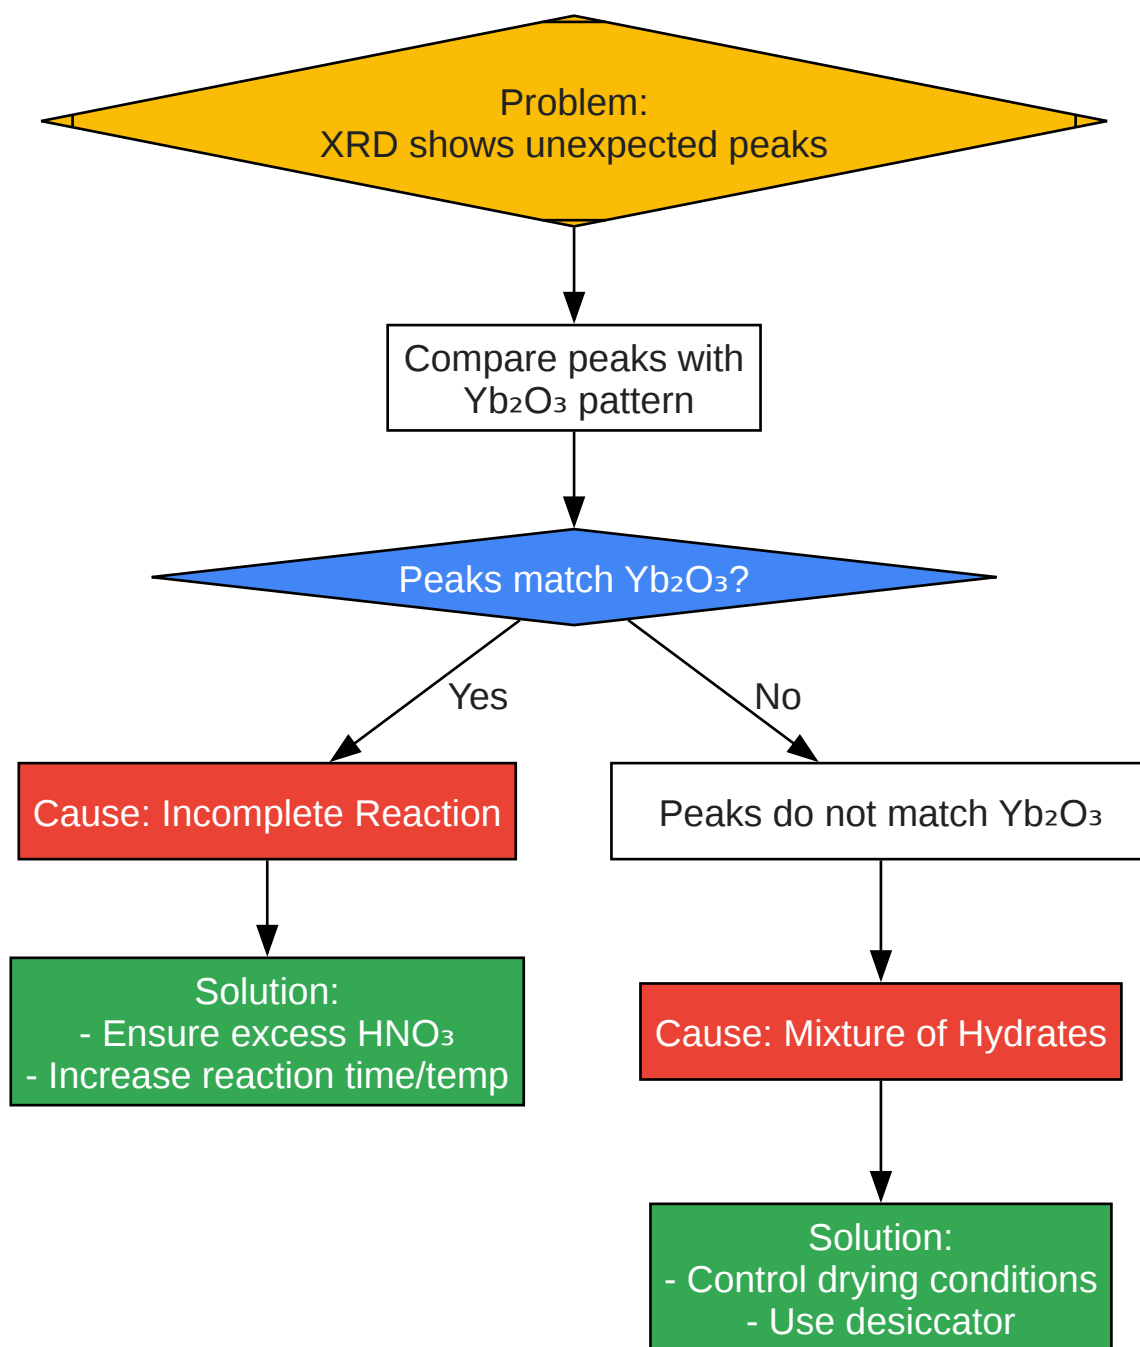 Problem:
XRD shows unexpected peaks
Compare peaks with
Yb₂O₃ pattern
Peaks match Yb₂O₃?
Yes
No
Cause: Incomplete Reaction
Peaks do not match Yb₂O₃
Solution:
- Ensure excess HNO₃
- Increase reaction time/temp
Cause: Mixture of Hydrates
Solution:
- Control drying conditions
- Use desiccator